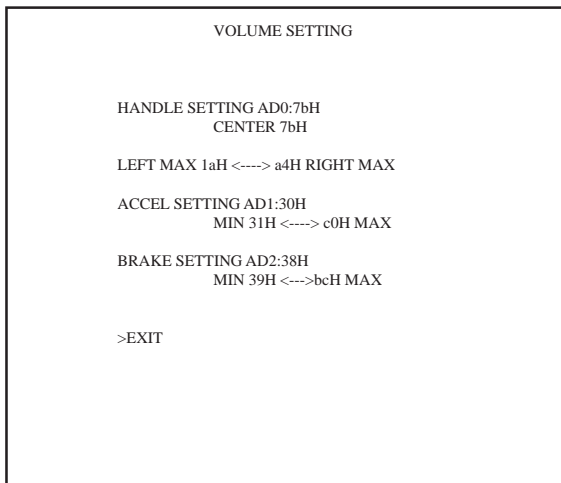 VOLUME SETTING
HANDLE SETTING AD0:7bH
CENTER 7bH
LEFT MAX 1aH <----> a4H RIGHT MAX
ACCEL SETTING AD1:30H
MIN 31H <----> c0H MAX
BRAKE SETTING AD2:38H
MIN 39H <--->bcH MAX
>EXIT